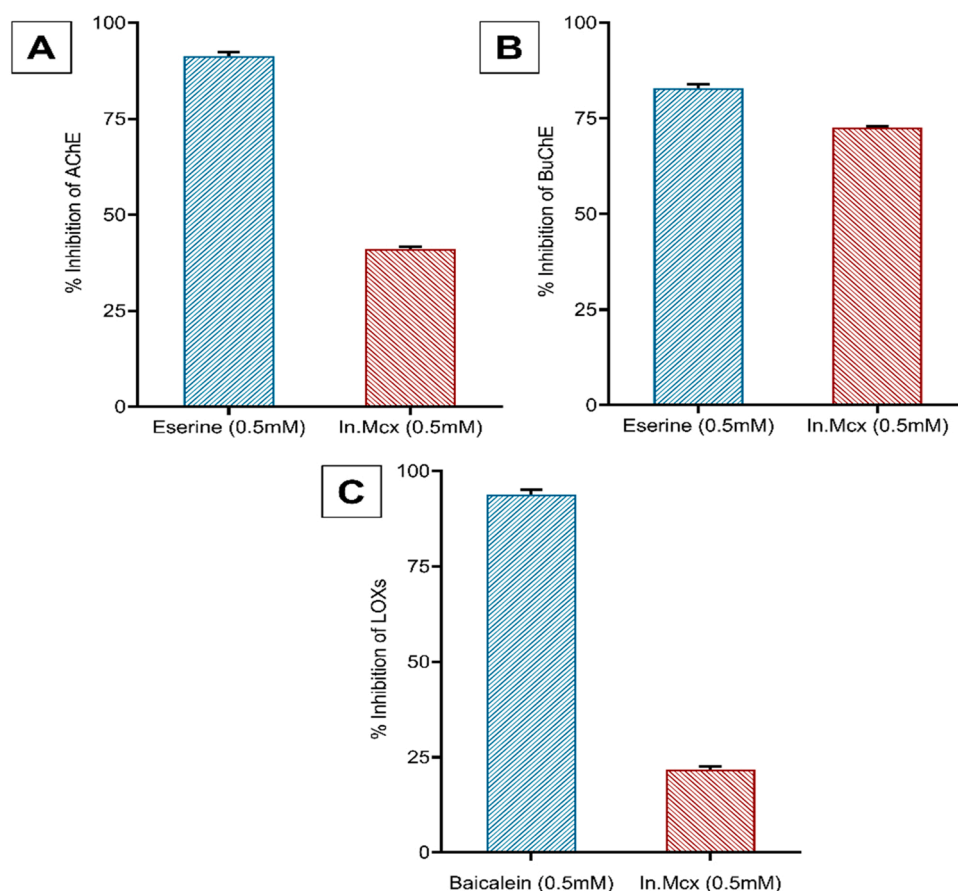 A
% Inhibition of AChE
100
75
50
25
0
Eserine (0.5mM) In.Mcx (0.5mM)
B
% Inhibition of BuChE
100
75
50
25
0
Eserine (0.5mM) In.Mcx (0.5mM)
C
% Inhibition of LOXs
100
75
50
25
0
Baicalein (0.5mM) In.Mcx (0.5mM)